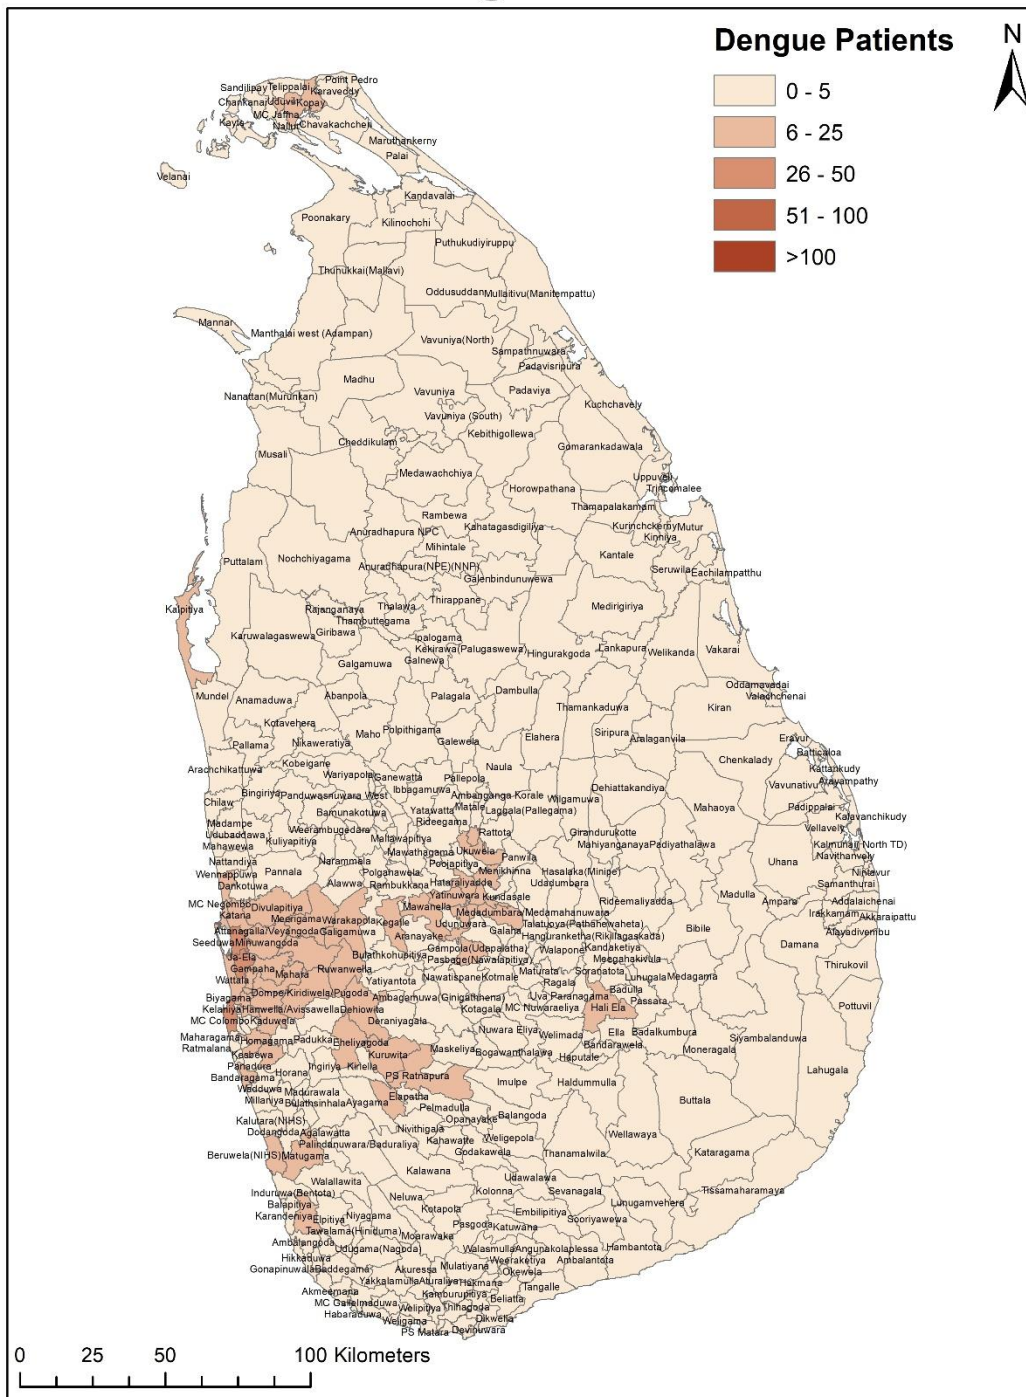 Dengue Patients
N
0 - 5
6 - 25
26 - 50
51 - 100
>100
Point Pedro
Sandilipay Telippalai
Karaveddy
Chankanai Uduvil Kopay
MC Jaffna
Kayts Nallur Chavakachcheri
Maruthankerny
Palai
Velanai
Kandavalai
Poonakary
Kilinochchi
Puthukudiyiruppu
Thunukkai(Mallavi)
Oddusuddan
Mullaitivu(Manitempattu)
Mannar
Manthalai west (Adampan)
Vavuniya(North)
Sampathnuwara
Padavisripura
Madhu
Vavuniya
Padaviya
Nanattan(Murunkan)
Kuchchavely
Vavuniya (South)
Kebithigollewa
Cheddikulam
Gomarankadawala
Musali
Medawachchiya
Uppuveli
Horowpathana
Trincomalee
Thamapalakamam
Rambewa
Kahatagasdigiliya
Kurinchckerny Mutur
Anuradhapura NPC
Kinniya
Mihintale
Nochchiyagama
Kantale
Puttalam
Anuradhapura(NPE)(NNP)
Seruwila
Eachilampatthu
Galenbindunuwewa
Thirappane
Kalpitiya
Rajanganaya Thalawa
Medirigiriya
Thambuttegama
Karuwalagaswewa
Giribawa
Ipalogama
Kekirawa(Palugaswewa)
Hingurakgoda
Lankapura
Welikanda
Vakarai
Galgamuwa
Galnewa
Oddamavadai
Valachchenai
Mundel
Anamaduwa
Abanpola
Palagala
Dambulla
Thamankaduwa
Kiran
Kotavehera
Polpithigama
Maho
Siripura
Aralaganvila
Pallama
Nikaweratiya
Galewela
Elahera
Eravur
Batticaloa
Chenkalady
Arachchikattuwa
Kobeigane
Naula
Kattankudy
Wariyapola Ganewatta
Pallepola
Arayampathy
Vavunativu
Bingiriya
Ibbagamuwa
Dehiattakandiya
Panduwasnuwara West
Ambanganga Korale
Chilaw
Wilgamuwa
Mahaoya
Padippalai
Yatawatta Matale
Laggala(Pallegama)
Bamunakotuwa
Rideegama
Kalavanchikudy
Madampe
Weerambugedara
Rattota
Girandurukotte
Vellavely
Udubaddawa
Kuliyapitiya
Mallawapitiya
Mahiyanganaya Padiyathalawa
Kalmunai( North TD)
Mahawewa
Mawathagama
Ukuwela
Panwila
Navithanvely
Nattandiya
Narammala
Poojapitiya
Uhana
Wennappuwa
Pannala
Polgahawela
Menikhinna
Hasalaka(Minipe)
Nintavur
Dankotuwa
Alawwa
Rambukkana
Hataraliyadda
Udadumbara
Samanthurai
MC Negombo
Yatinuwara
Kundasale
Rideemaliyadda
Madulla
Addalaichenai
Katana
Divulapitiya
Mawanella
Medadumbara/Medamahanuwara
Ampara
Irakkamam
Meerigama Warakapola
Kegalle
Udunuwara
Talatuoya(Pathahewaheta)
Akkaraipattu
Attanagalla/Veyangoda
Galigamuwa
Aranayake
Galaha
Hanguranketha(Rikillagaskada)
Bibile
Alayadivembu
Seeduwa Minuwangoda
Gampola(Udapalatha)
Walapone
Kandaketiya
Damana
Ja-Ela
Bulathkohupitiya
Pasbage(Nawalapitiya)
Meegahakivula
Gampaha
Mahara
Ruwanwella
Nawatispane Kotmale
Maturata
Soranatota
Thirukovil
Wattala
Yatiyantota
Ragala
Lunugala Medagama
Dompe/Kiridiwela/Pugoda
Badulla
Biyagama
Ambagamuwa (Ginigathhena)
Uva Paranagama
Passara
Kelaniya Hanwella/Avissawella Dehiowita
MC Nuwaraeliya
Hali Ela
Pottuvil
MC Colombo Kaduwela
Deraniyagala
Kotagala
Maharagama
Nuwara Eliya
Welimada
Ella
Badalkumbura
Siyambalanduwa
Ratmalana
Homagama
Padukka
Eheliyagoda
Maskeliya
Bandarawela
Moneragala
Kesbewa
Kuruwita
Bogawanthalawa
Haputale
Panadura
Ingiriya Kiriella
Lahugala
Bandaragama
Horana
PS Ratnapura
Imulpe
Haldummulla
Wadduwa
Madurawala
Elapatha
Buttala
Millaniya
Bulathsinhala Ayagama
Pelmadulla
Balangoda
Opanayake
Kalutara(NIHS)
Nivithigala
Dodangoda Agalawatta
Weligepola
Wellawaya
Palindanuwara/Baduraliya
Kahawatte
Godakawela
Thanamalwila
Kataragama
Beruwela(NIHS) Matugama
Kalawana
Walallawita
Udawalawa
Tissamaharamaya
Induruwa(Bentota)
Neluwa
Kolonna
Sevanagala
Lunugamvehera
Balapitiya
Kotapola
Karandeniya
Elpitiya
Niyagama
Embilipitiya
Pasgoda Katuwana
Sooriyawewa
Tawalama(Hiniduma)
Moarawaka
Ambalangoda
Udugama(Nagoda)
Walasmulla Angunakolaplessa
Hambantota
Hikkaduwa
Weeraketiya
Ambalantota
Gonapinuwala Baddegama
Akuressa
Mulatiyana
Okewela
Yakkalamulla Aturaliya Hakmana
Tangalle
Akmeemana
Kamburupitiya
Beliatta
MC Galle Imaduwa
Welipitiya Thihagoda
Habaraduwa
Weligama
Dikwella
PS Matara Devinuwara
0 25 50 100 Kilometers